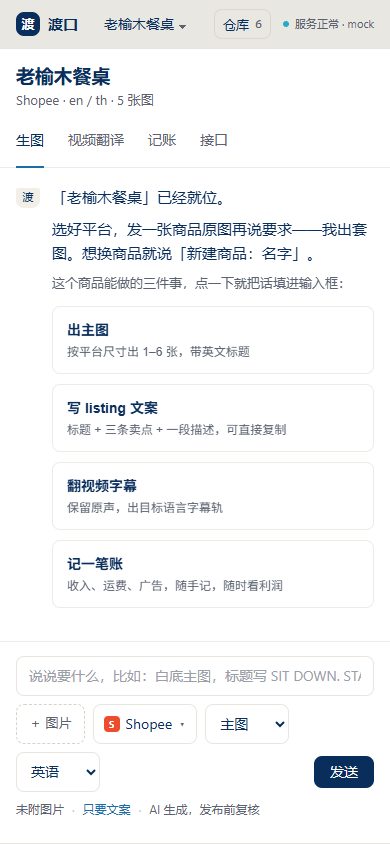 渡 渡口 老榆木餐桌 仓库 6 服务正常 · mock
老榆木餐桌
Shopee · en / th · 5 张图
生图 视频翻译 记账 接口
渡 「老榆木餐桌」已经就位。
选好平台，发一张商品原图再说要求——我出套
图。想换商品就说「新建商品：名字」。
这个商品能做的三件事，点一下就把话填进输入框：
出主图
按平台尺寸出 1–6 张，带英文标题
写 listing 文案
标题 + 三条卖点 + 一段描述，可直接复制
翻视频字幕
保留原声，出目标语言字幕轨
记一笔账
收入、运费、广告，随手记，随时看利润
说说要什么，比如：白底主图，标题写 SIT DOWN. STA
+ 图片 S Shopee 主图
英语 发送
未附图片 · 只要文案 · AI 生成，发布前复核